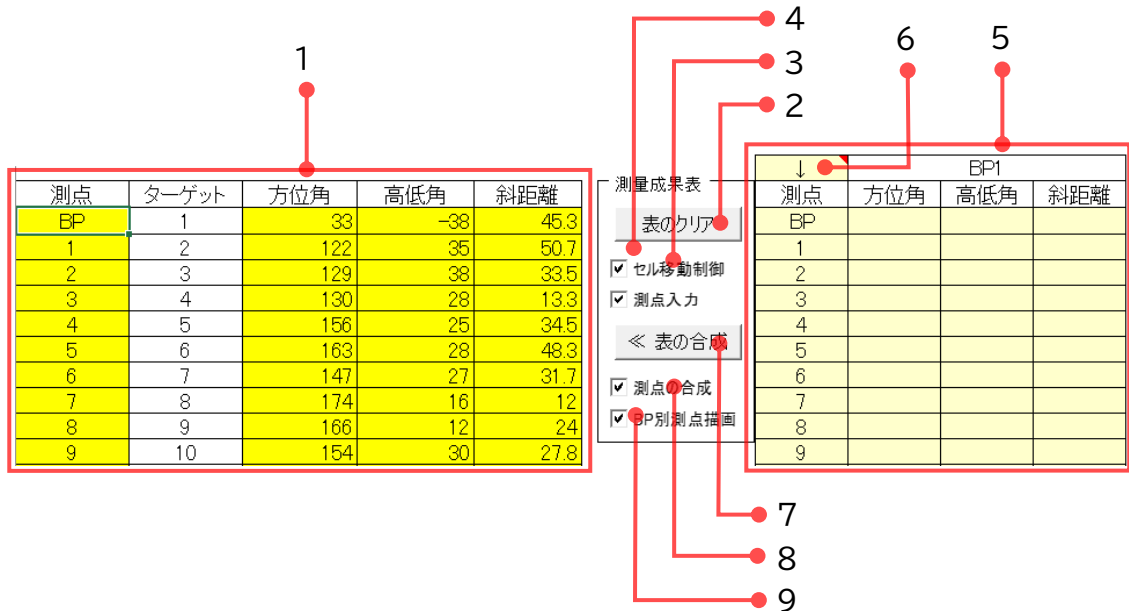 4
3
2
1
6
5
測点 ターゲット 方位角 高低角 斜距離
BP 1 33 -38 45.3
1 2 122 35 50.7
2 3 129 38 33.5
3 4 130 28 13.3
4 5 156 25 34.5
5 6 163 28 48.3
6 7 147 27 31.7
7 8 174 16 12
8 9 166 12 24
9 10 154 30 27.8
測量成果表
表のクリア
セル移動制御
測点入力
≪ 表の合成
測点の合成
BP別測点描画
↓ BP1
測点 方位角 高低角 斜距離
BP
1
2
3
4
5
6
7
8
9
7
8
9